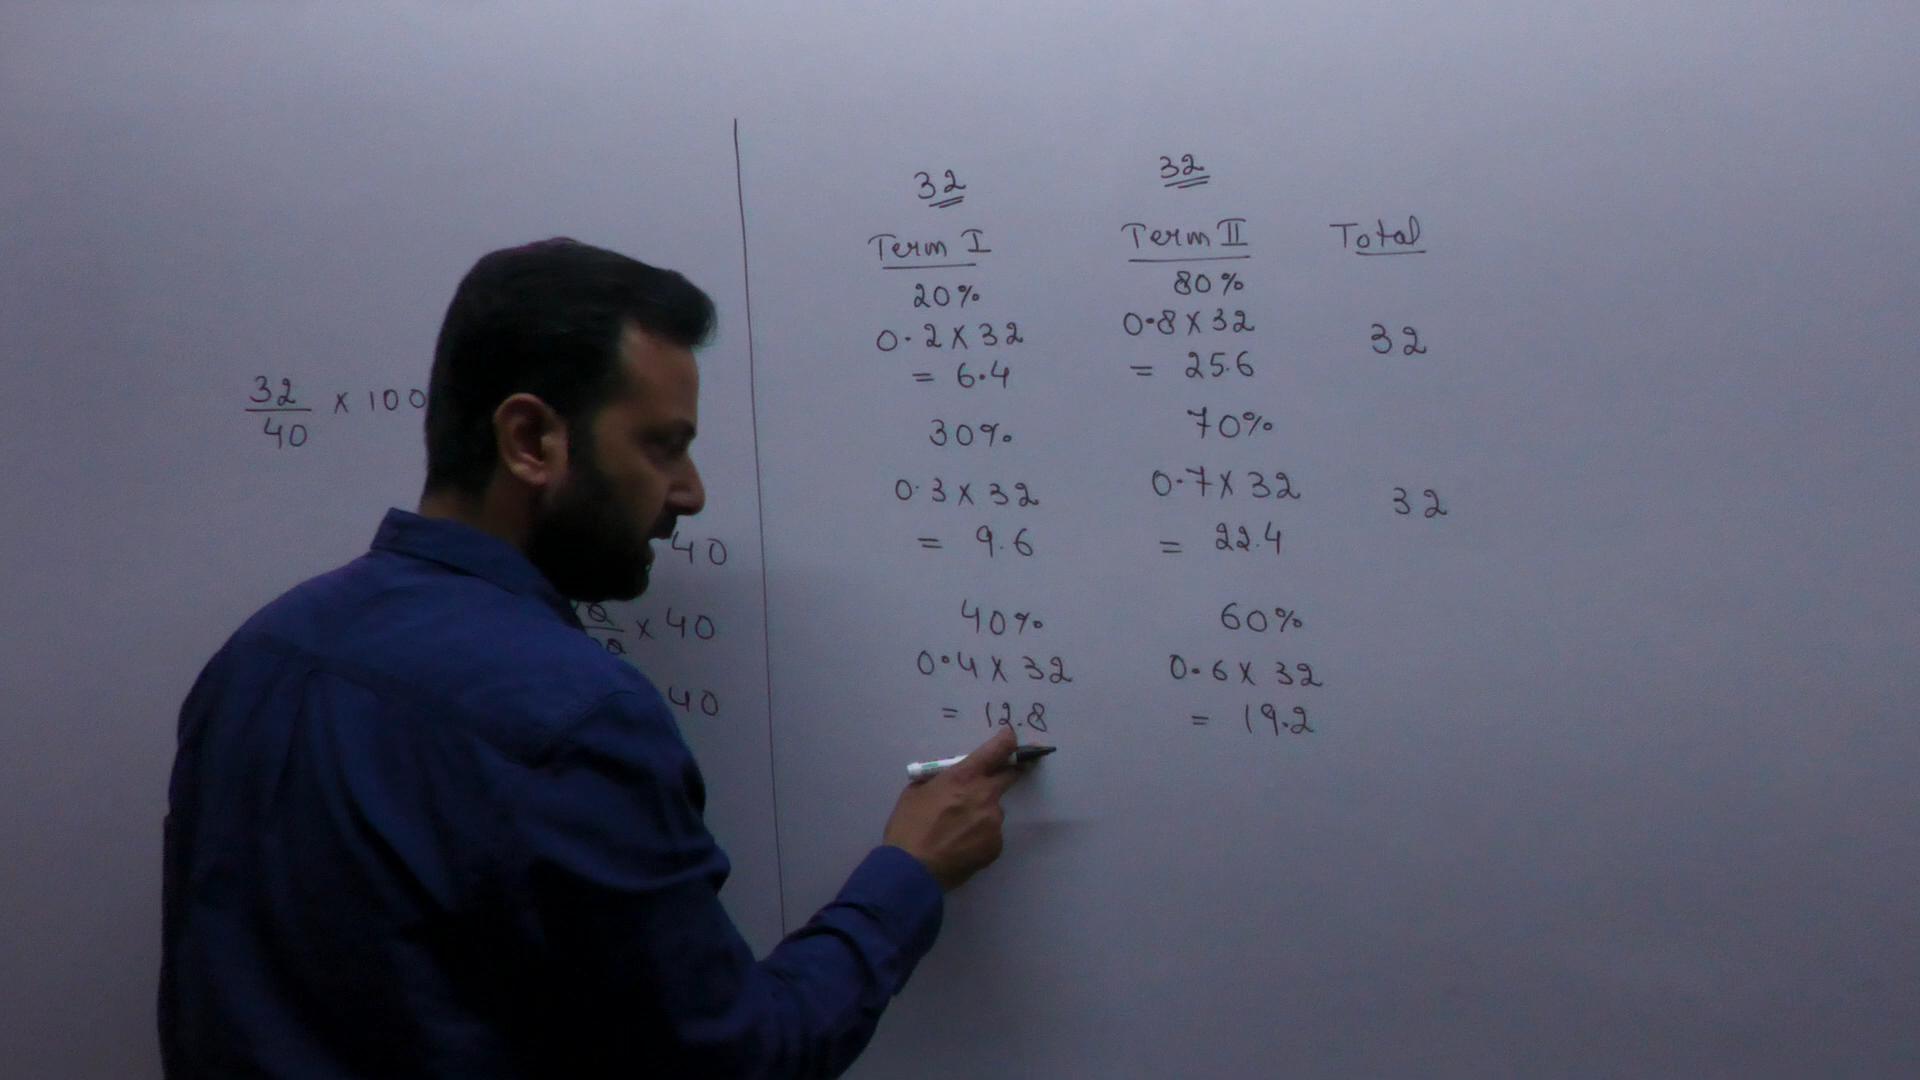 32
40
x 100
40
x 40
40
32 32
Term I Term II Total
20% 80%
0.2 x 32 0.8 x 32 32
= 6.4 = 25.6
30% 70%
0.3 x 32 0.7 x 32 32
= 9.6 = 22.4
40% 60%
0.4 x 32 0.6 x 32
= 12.8 = 19.2